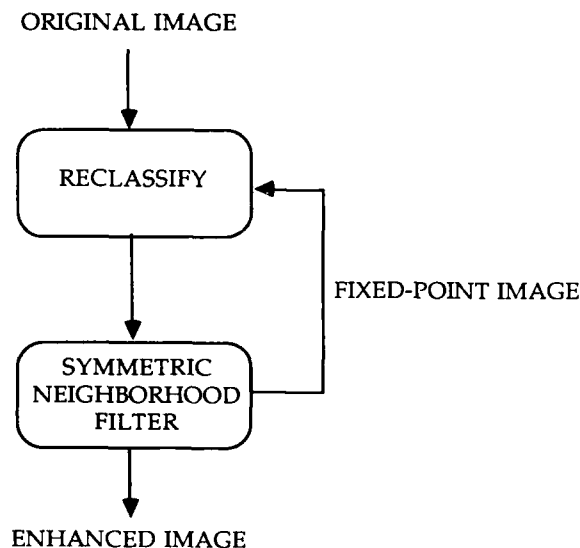 ORIGINAL IMAGE
RECLASSIFY
FIXED-POINT IMAGE
SYMMETRIC
NEIGHBORHOOD
FILTER
ENHANCED IMAGE